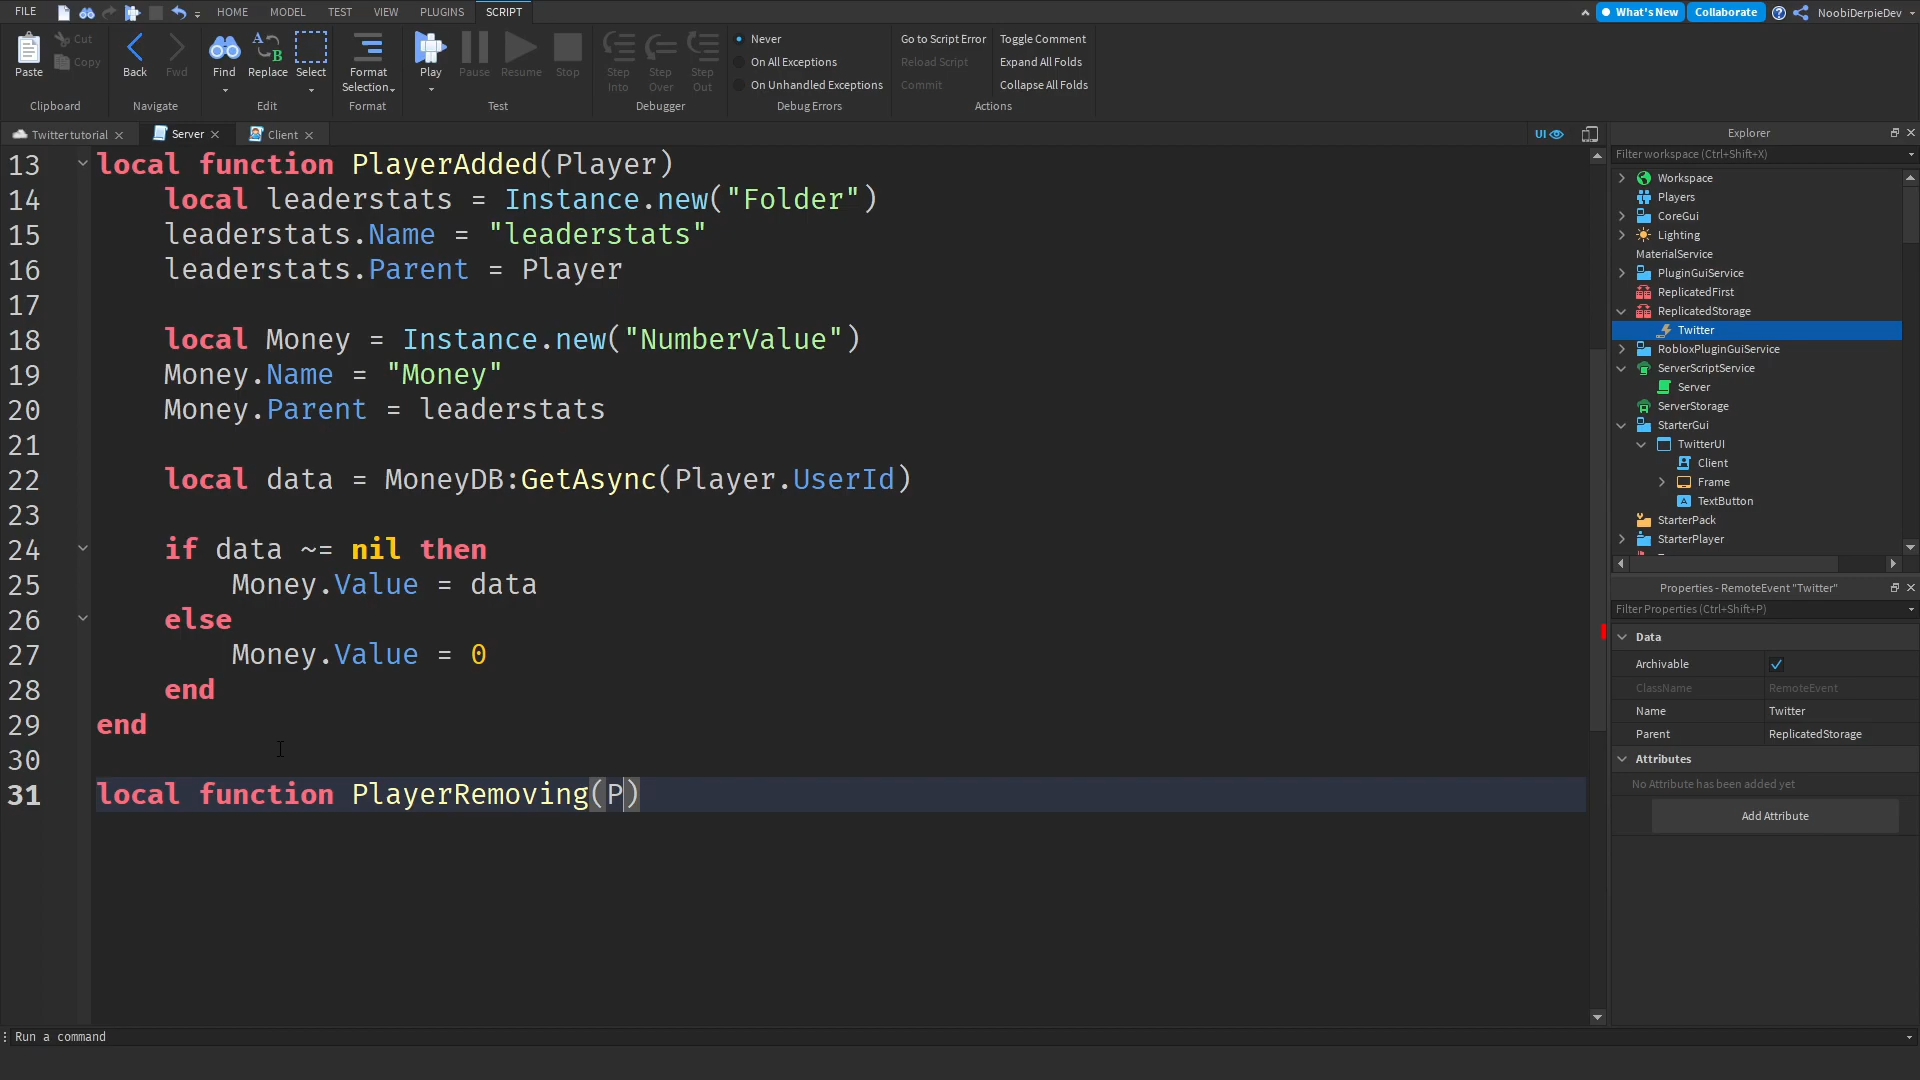 FILE HOME MODEL TEST VIEW PLUGINS SCRIPT What's New Collaborate NoobiDerpieDev
Paste Cut Copy Back Fwd Find Replace Select Format Selection Play Pause Resume Stop Step Into Step Over Step Out
Never Go to Script Error Toggle Comment
On All Exceptions Reload Script Expand All Folds
On Unhandled Exceptions Commit Collapse All Folds
Clipboard Navigate Edit Format Test Debugger Debug Errors Actions
Twitter tutorial Server Client UI
13 local function PlayerAdded(Player)
14 local leaderstats = Instance.new("Folder")
15 leaderstats.Name = "leaderstats"
16 leaderstats.Parent = Player
17
18 local Money = Instance.new("NumberValue")
19 Money.Name = "Money"
20 Money.Parent = leaderstats
21
22 local data = MoneyDB:GetAsync(Player.UserId)
23
24 if data ~= nil then
25 Money.Value = data
26 else
27 Money.Value = 0
28 end
29 end
30
31 local function PlayerRemoving(P)
Explorer
Filter workspace (Ctrl+Shift+X)
Workspace
Players
CoreGui
Lighting
MaterialService
PluginGuiService
ReplicatedFirst
ReplicatedStorage
Twitter
RobloxPluginGuiService
ServerScriptService
Server
ServerStorage
StarterGui
TwitterUI
Client
Frame
TextButton
StarterPack
StarterPlayer
Properties - RemoteEvent "Twitter"
Filter Properties (Ctrl+Shift+P)
Data
Archivable
ClassName RemoteEvent
Name Twitter
Parent ReplicatedStorage
Attributes
No Attribute has been added yet
Add Attribute
Run a command